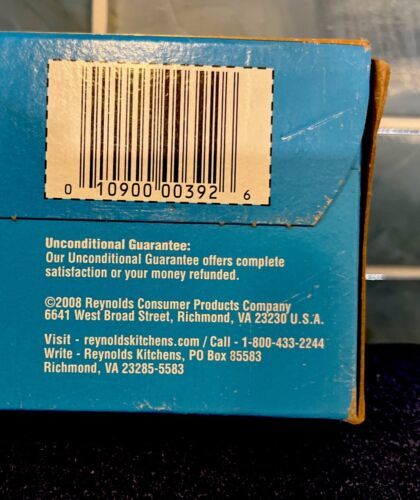 0 10900 00392 6
Unconditional Guarantee:
Our Unconditional Guarantee offers complete
satisfaction or your money refunded.
©2008 Reynolds Consumer Products Company
6641 West Broad Street, Richmond, VA 23230 U.S.A.
Visit - reynoldskitchens.com / Call - 1-800-433-2244
Write - Reynolds Kitchens, PO Box 85583
Richmond, VA 23285-5583